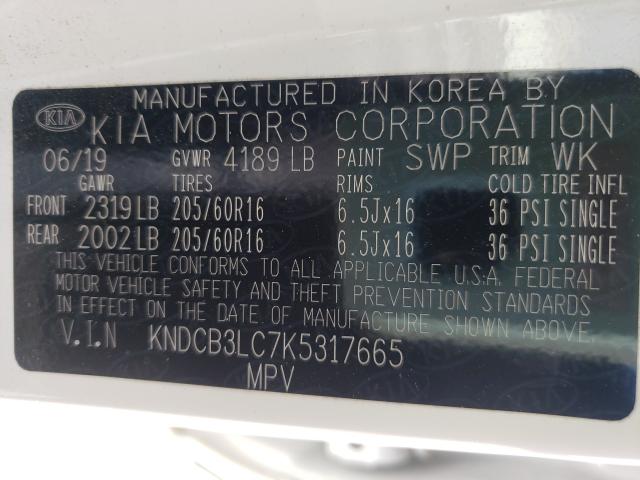 MANUFACTURED IN KOREA BY
KIA KIA MOTORS CORPORATION
06/19 GVWR 4189 LB PAINT SWP TRIM WK
GAWR TIRES RIMS COLD TIRE INFL
FRONT 2319 LB 205/60R16 6.5Jx16 36 PSI SINGLE
REAR 2002 LB 205/60R16 6.5Jx16 36 PSI SINGLE
THIS VEHICLE CONFORMS TO ALL APPLICABLE U.S.A. FEDERAL
MOTOR VEHICLE SAFETY AND THEFT PREVENTION STANDARDS
IN EFFECT ON THE DATE OF MANUFACTURE SHOWN ABOVE.
V.I.N KNDCB3LC7K5317665
MPV